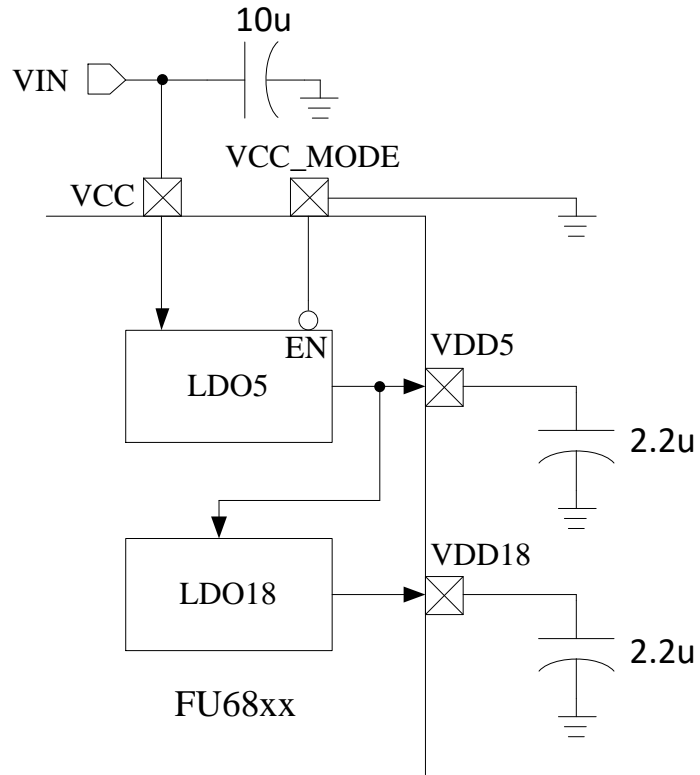 10u
VIN
VCC_MODE
VCC
EN
LDO5
VDD5
2.2u
LDO18
VDD18
2.2u
FU68xx